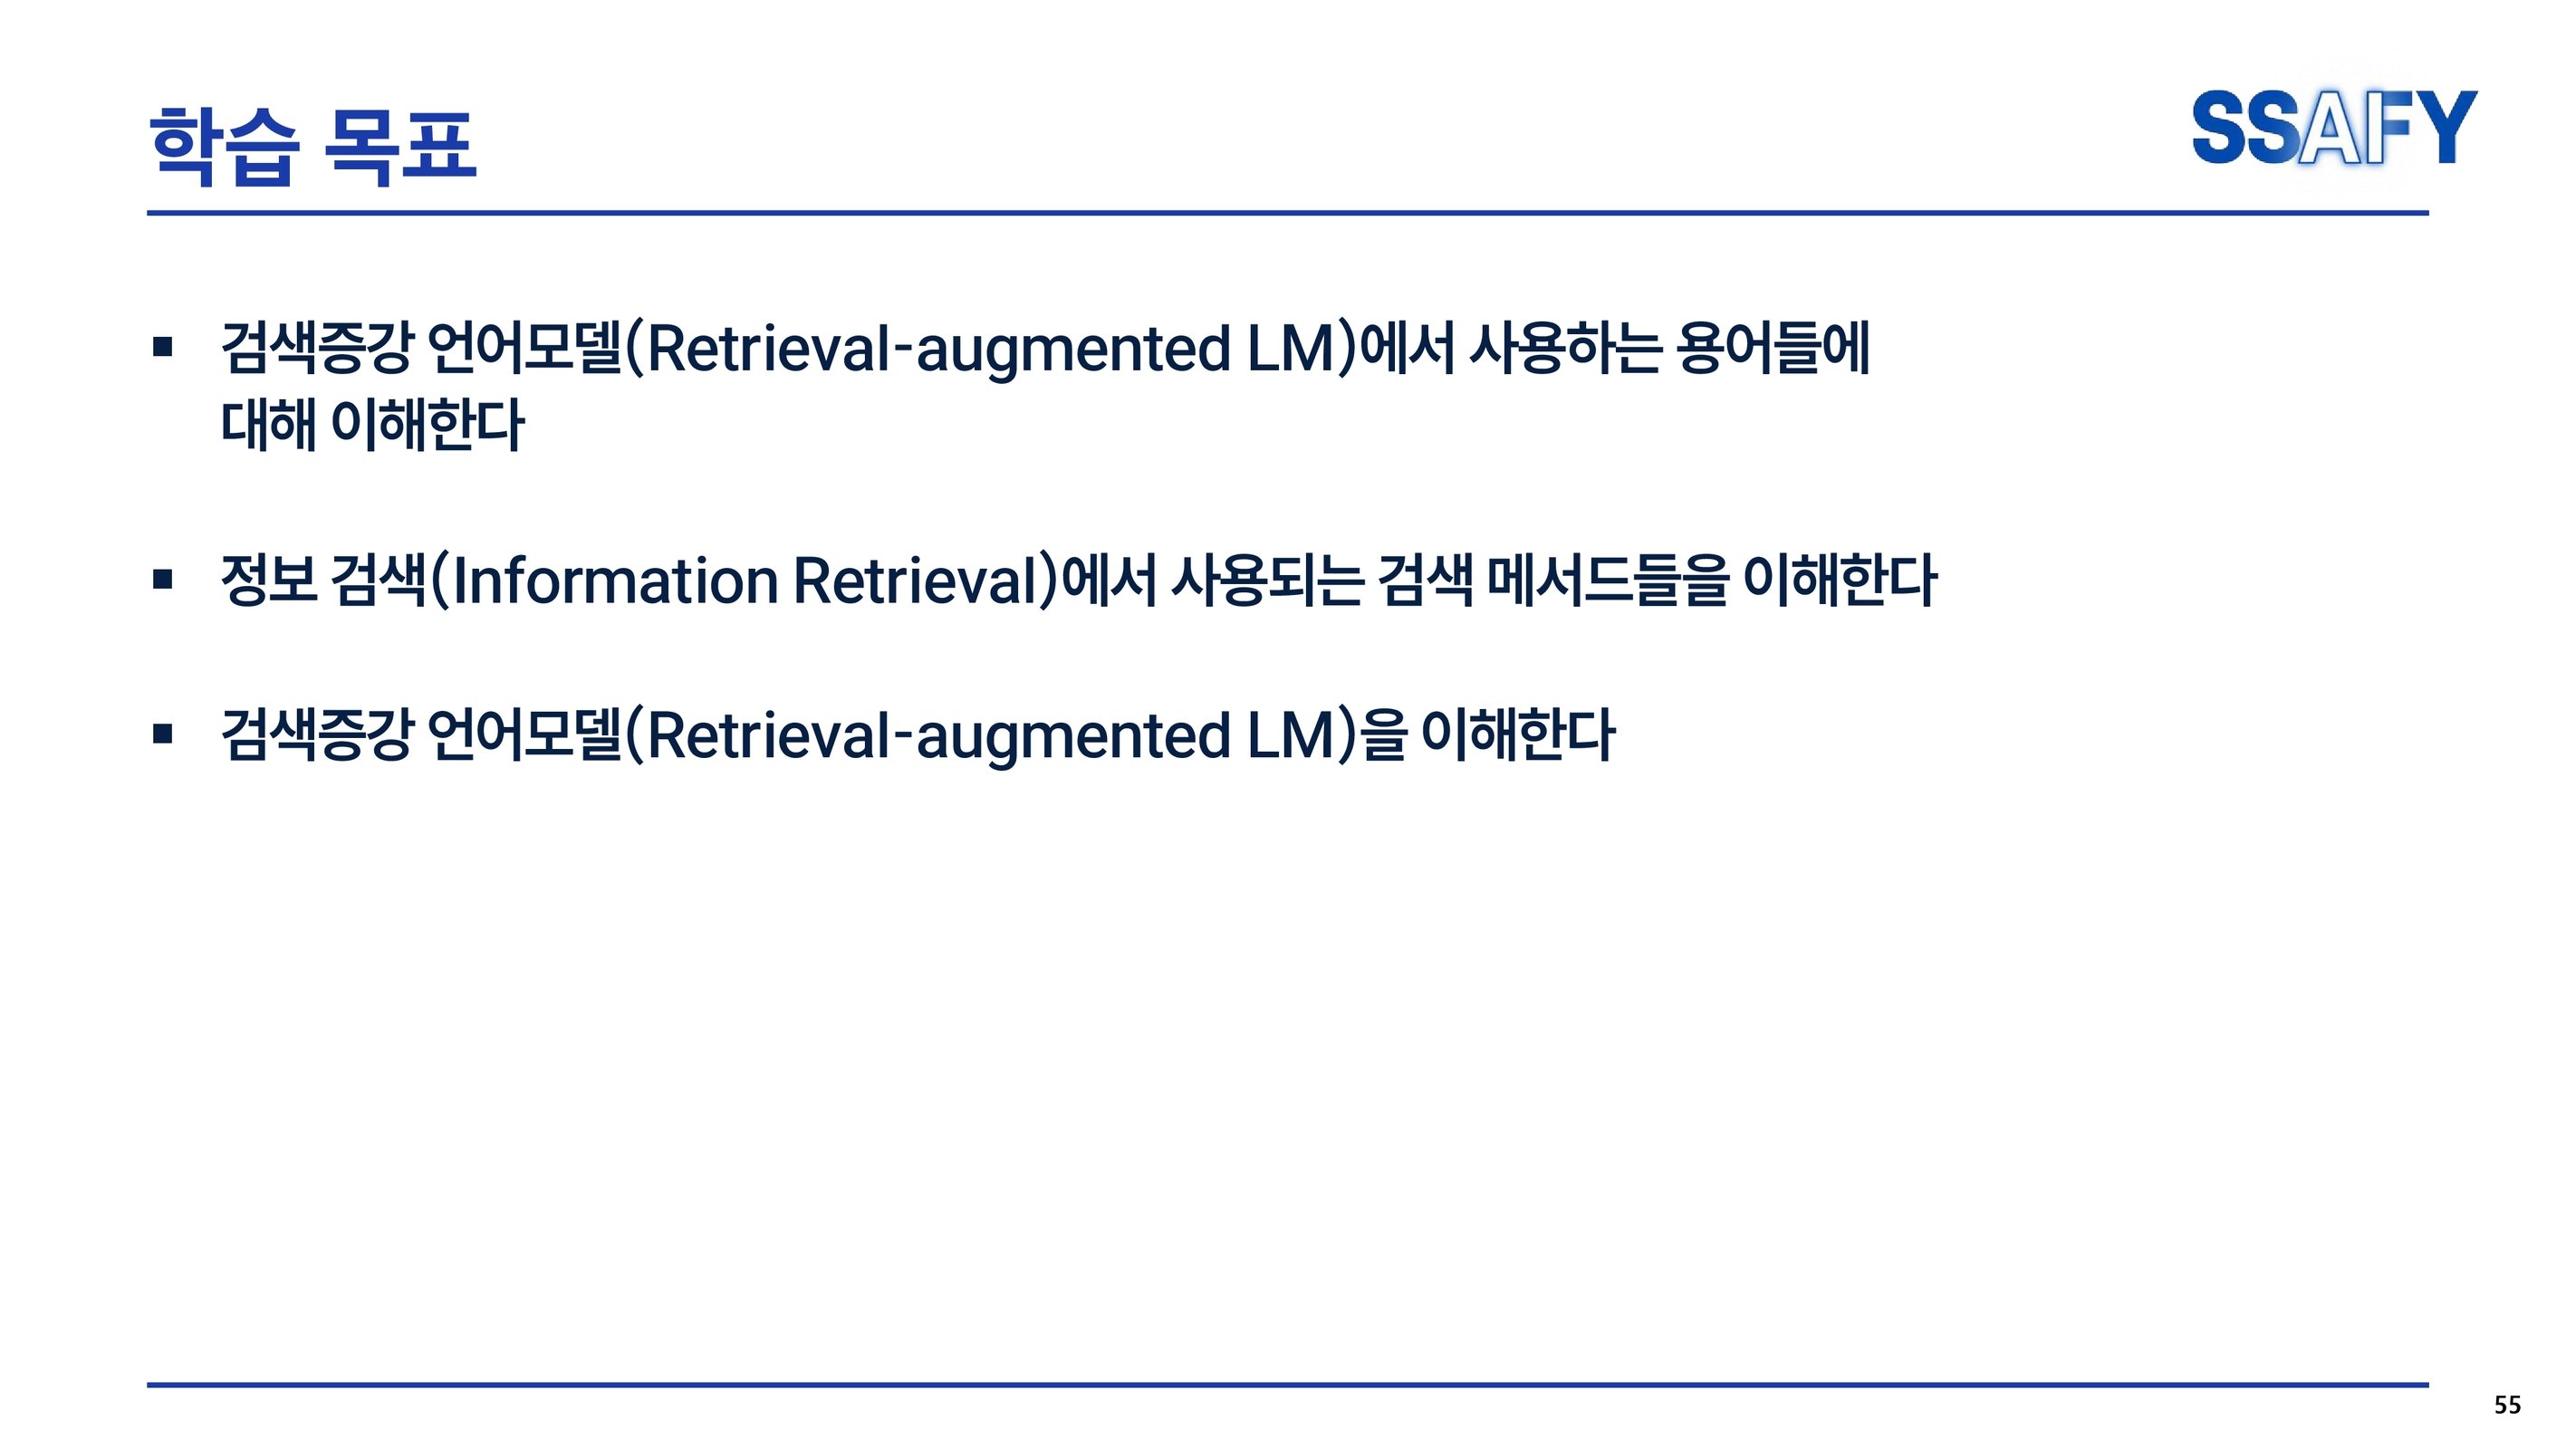 학습 목표
SSAFY
▪ 검색증강 언어모델(Retrieval-augmented LM)에서 사용하는 용어들에
대해 이해한다
▪ 정보 검색(Information Retrieval)에서 사용되는 검색 메서드들을 이해한다
▪ 검색증강 언어모델(Retrieval-augmented LM)을 이해한다
55